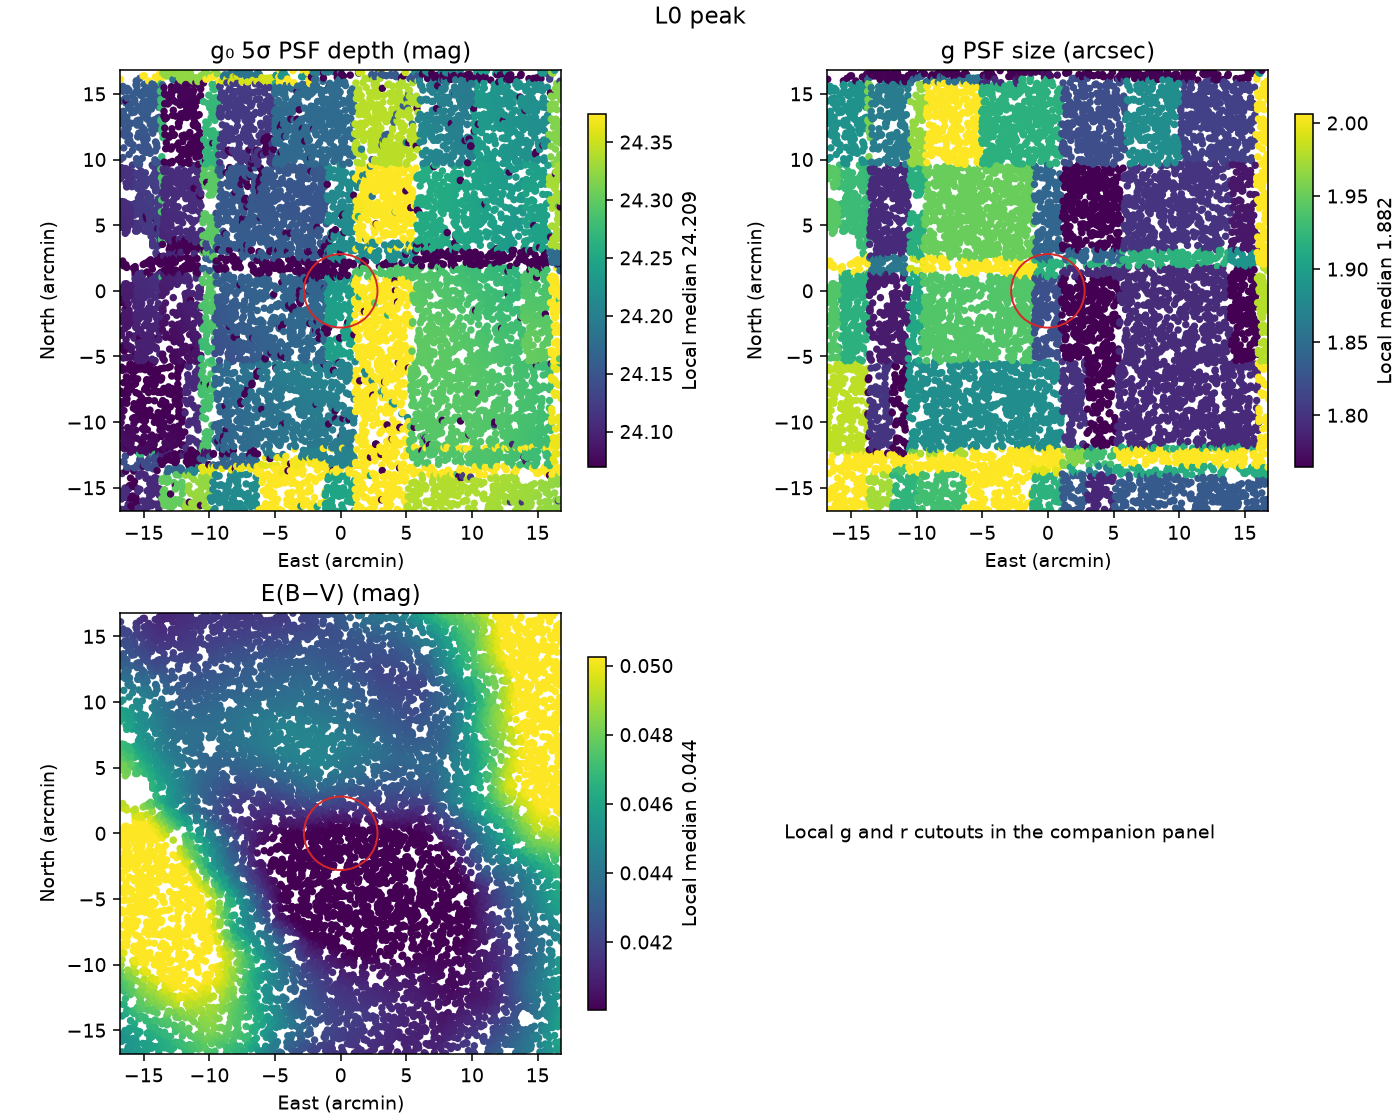 L0 peak
g₀ 5σ PSF depth (mag)
15
10
5
0
−5
−10
−15
North (arcmin)
−15 −10 −5 0 5 10 15
East (arcmin)
24.35
24.30
24.25
24.20
24.15
24.10
Local median 24.209
g PSF size (arcsec)
15
10
5
0
−5
−10
−15
North (arcmin)
−15 −10 −5 0 5 10 15
East (arcmin)
2.00
1.95
1.90
1.85
1.80
Local median 1.882
E(B−V) (mag)
15
10
5
0
−5
−10
−15
North (arcmin)
−15 −10 −5 0 5 10 15
East (arcmin)
0.050
0.048
0.046
0.044
0.042
Local median 0.044
Local g and r cutouts in the companion panel